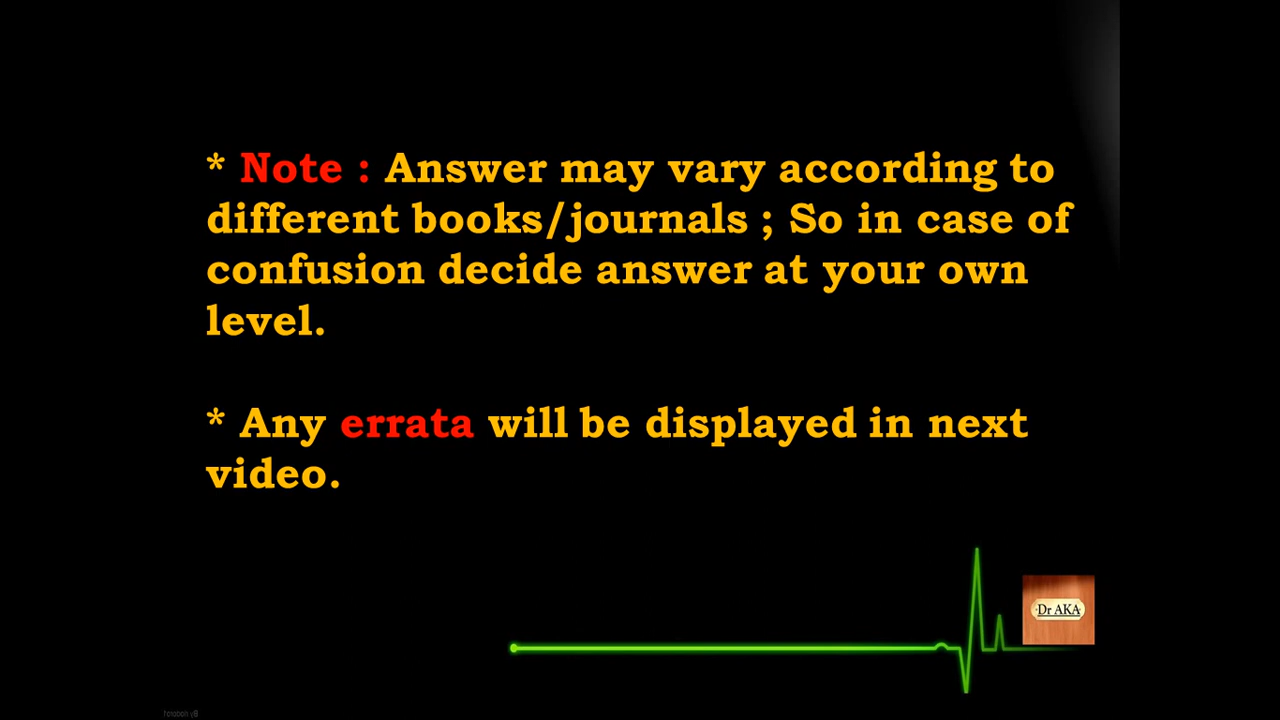 * Note : Answer may vary according to
different books/journals ; So in case of
confusion decide answer at your own
level.
* Any errata will be displayed in next
video.
Dr AKA